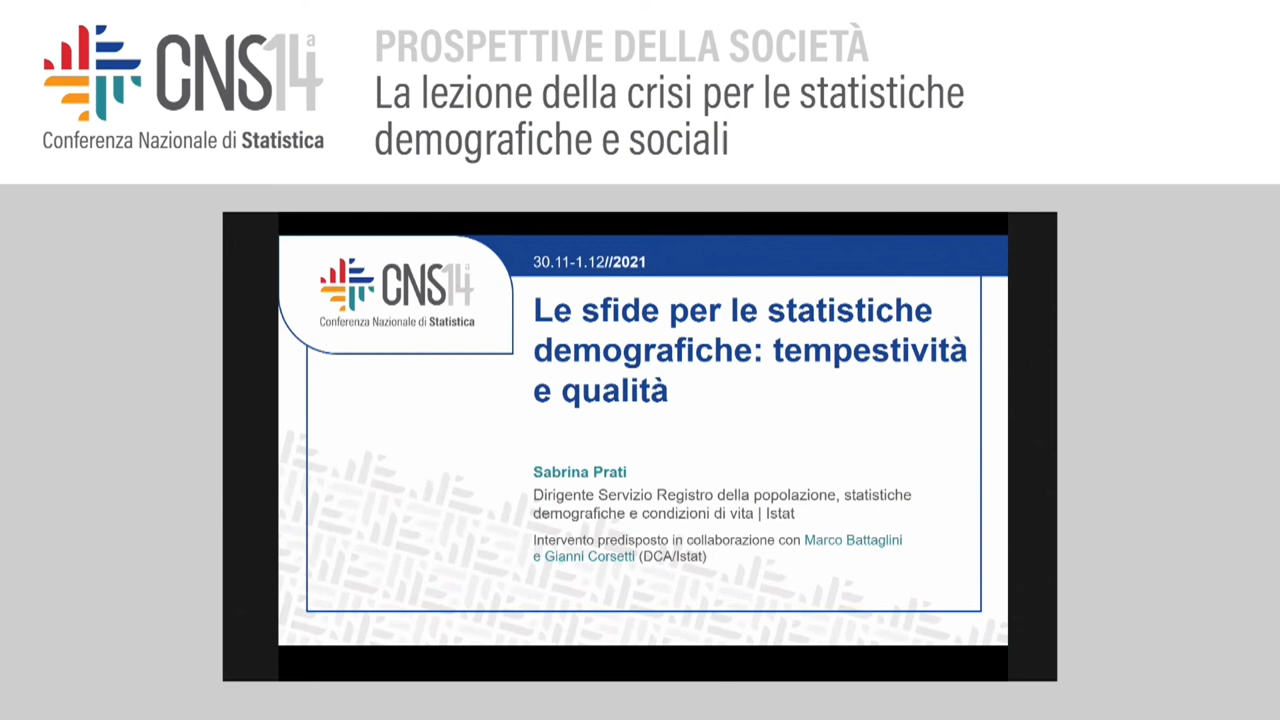 CNS14a
Conferenza Nazionale di Statistica
PROSPETTIVE DELLA SOCIETÀ
La lezione della crisi per le statistiche
demografiche e sociali
CNS14a
Conferenza Nazionale di Statistica
30.11-1.12//2021
Le sfide per le statistiche
demografiche: tempestività
e qualità
Sabrina Prati
Dirigente Servizio Registro della popolazione, statistiche
demografiche e condizioni di vita | Istat
Intervento predisposto in collaborazione con Marco Battaglini
e Gianni Corsetti (DCA/Istat)